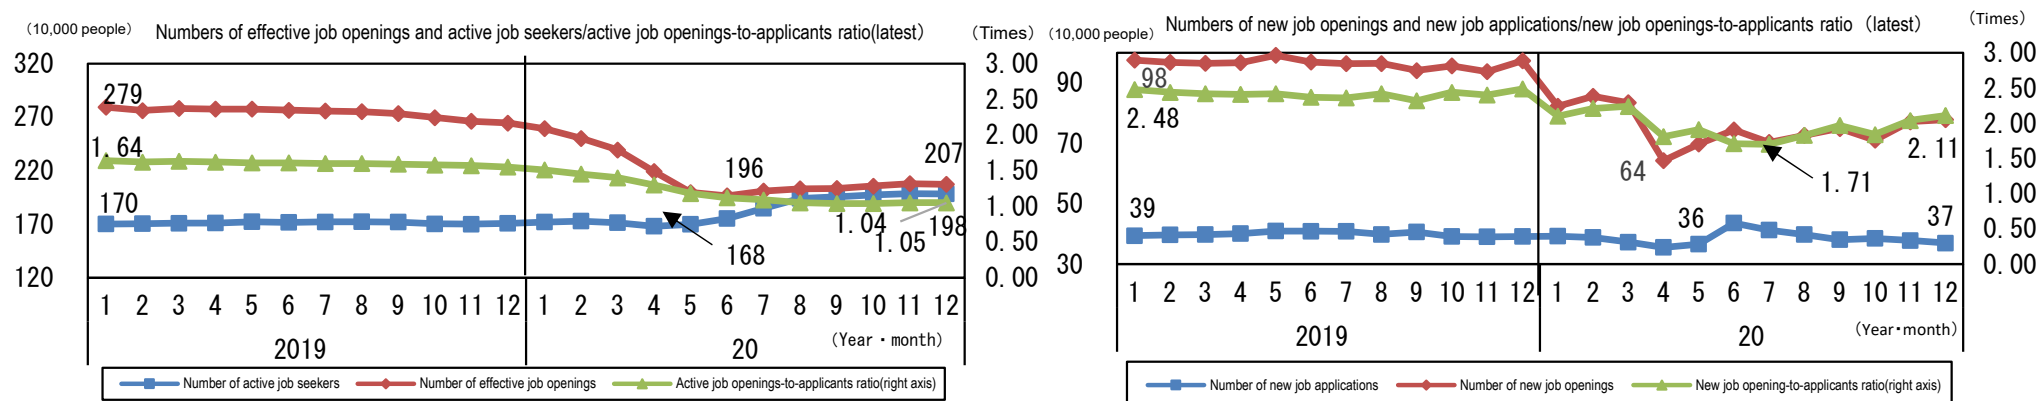 (10,000 people)
Numbers of effective job openings and active job seekers/active job openings-to-applicants ratio(latest)
(Times)
320
270
220
170
120
3.00
2.50
2.00
1.50
1.00
0.50
0.00
279
1.64
170
196
168
207
1.04
198
1.05
1 2 3 4 5 6 7 8 9 10 11 12 1 2 3 4 5 6 7 8 9 10 11 12
2019
20
(Year・month)
Number of active job seekers
Number of effective job openings
Active job openings-to-applicants ratio(right axis)
(10,000 people)
Numbers of new job openings and new job applications/new job openings-to-applicants ratio (latest)
(Times)
90
70
50
30
3.00
2.50
2.00
1.50
1.00
0.50
0.00
98
2.48
39
64
36
1.71
2.11
37
1 2 3 4 5 6 7 8 9 10 11 12 1 2 3 4 5 6 7 8 9 10 11 12
2019
20
(Year・month)
Number of new job applications
Number of new job openings
New job opening-to-applicants ratio(right axis)